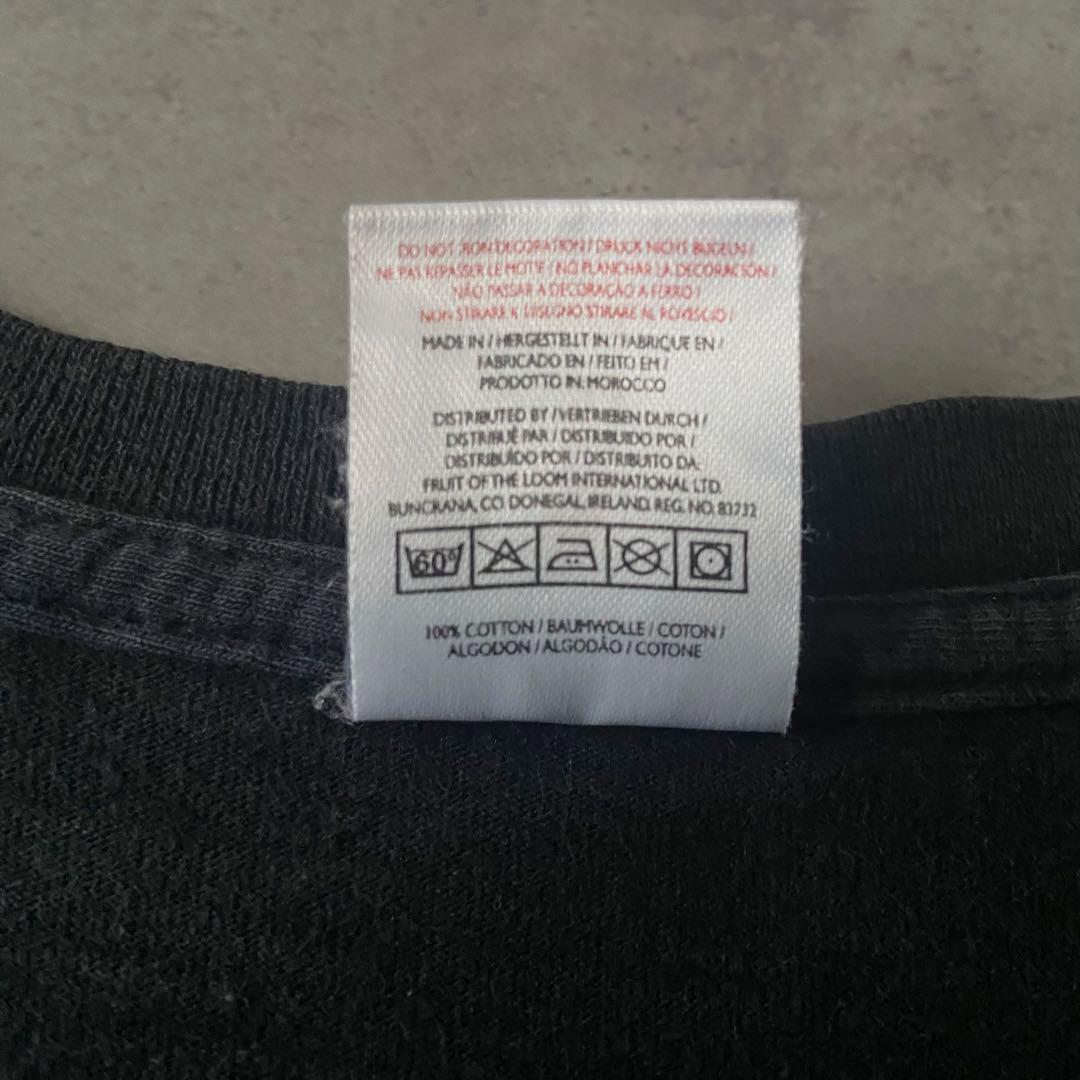 DO NOT IRON DECORATION / DRUCK NICHT BÜGELN /
NE PAS REPASSER LE MOTIF / NO PLANCHAR LA DECORACIÓN /
NÃO PASSAR A DECORAÇÃO A FERRO /
NON STIRARE IL DISEGNO STIRARE AL ROVESCIO /
MADE IN / HERGESTELLT IN / FABRIQUE EN /
FABRICADO EN / FEITO EM /
PRODOTTO IN: MOROCCO
DISTRIBUTED BY / VERTRIEBEN DURCH /
DISTRIBUÉ PAR / DISTRIBUIDO POR /
DISTRIBUÍDO POR / DISTRIBUITO DA:
FRUIT OF THE LOOM INTERNATIONAL LTD.
BUNCRANA, CO. DONEGAL, IRELAND. REG. NO. 83732
60°
100% COTTON / BAUMWOLLE / COTON /
ALGODON / ALGODÃO / COTONE